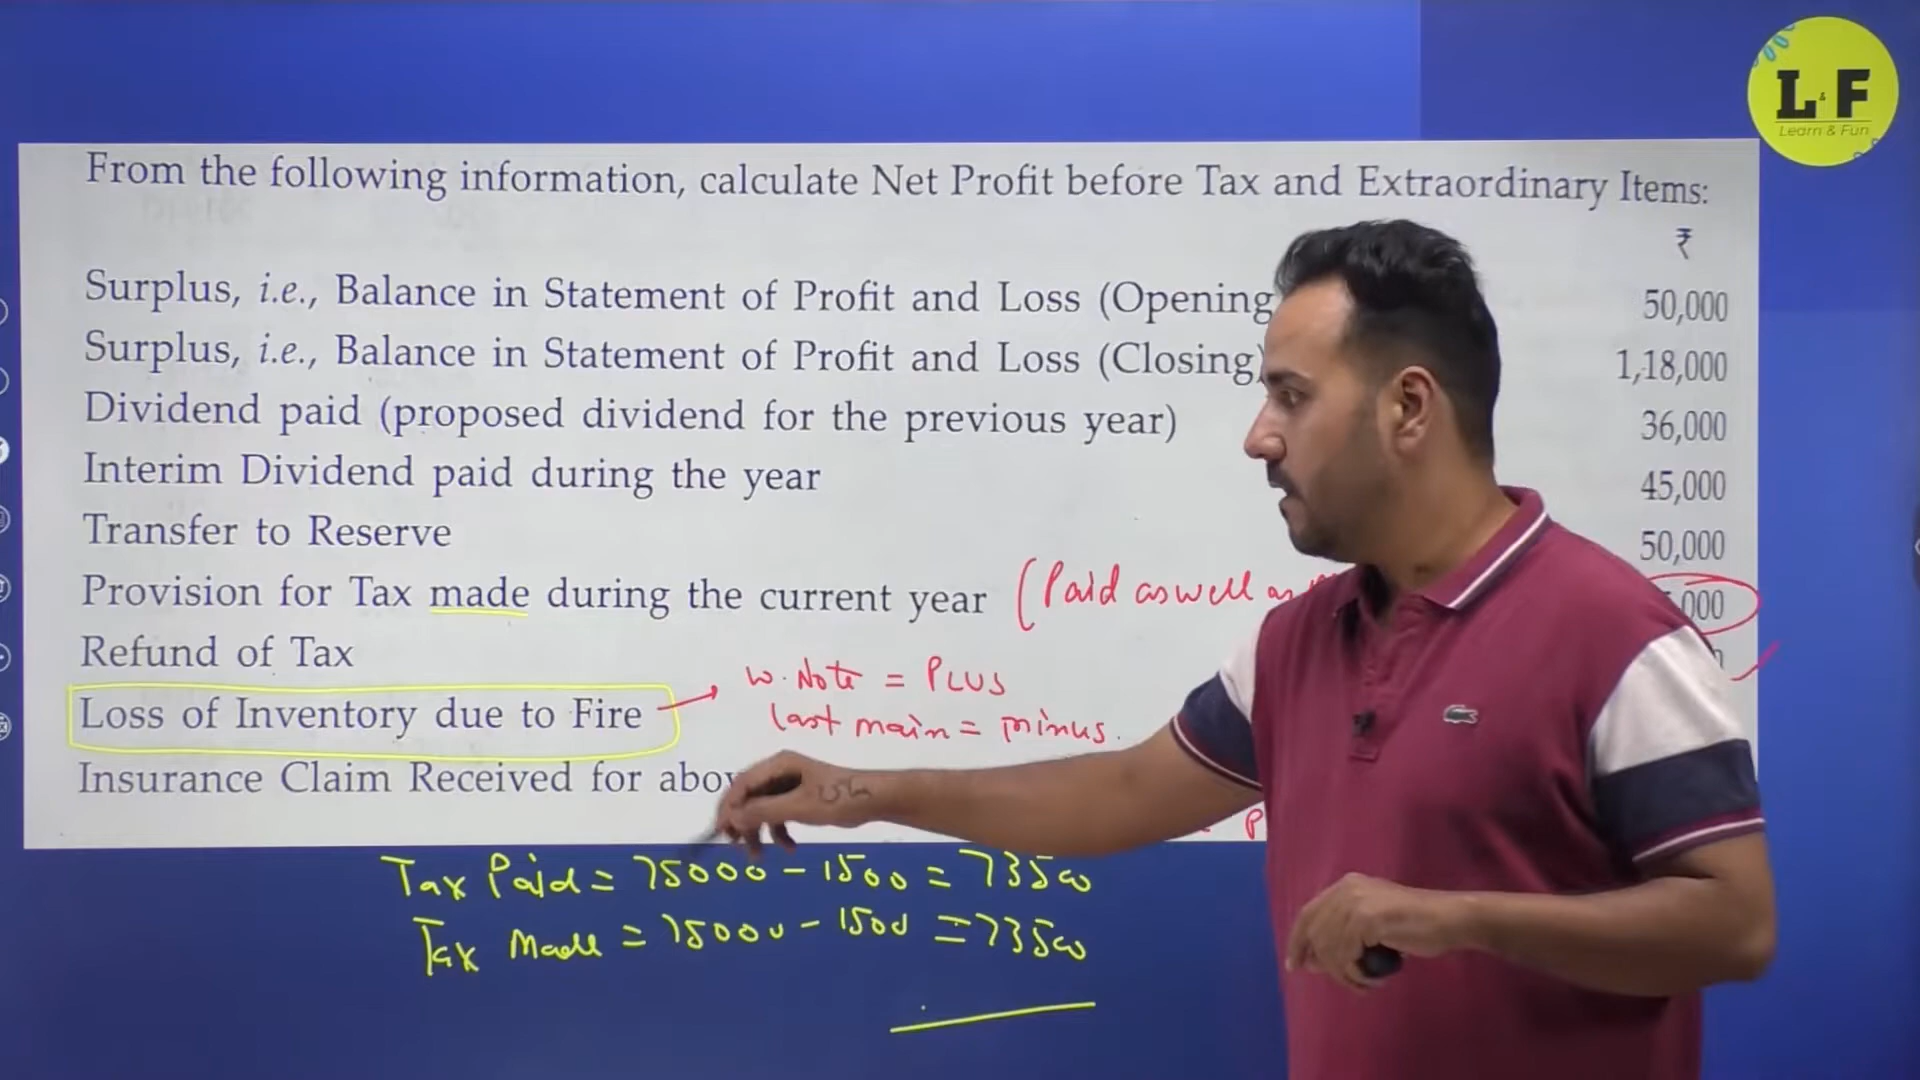 L&F
Learn & Fun
From the following information, calculate Net Profit before Tax and Extraordinary Items:
₹
Surplus, i.e., Balance in Statement of Profit and Loss (Opening 50,000
Surplus, i.e., Balance in Statement of Profit and Loss (Closing) 1,18,000
Dividend paid (proposed dividend for the previous year) 36,000
Interim Dividend paid during the year 45,000
Transfer to Reserve 50,000
Provision for Tax made during the current year (Paid as well as ,000
Refund of Tax
Loss of Inventory due to Fire
W. Note = PLUS
last main = minus.
Insurance Claim Received for
Tax Paid = 75000 - 1500 = 73500
Tax Made = 75000 - 1500 = 73500